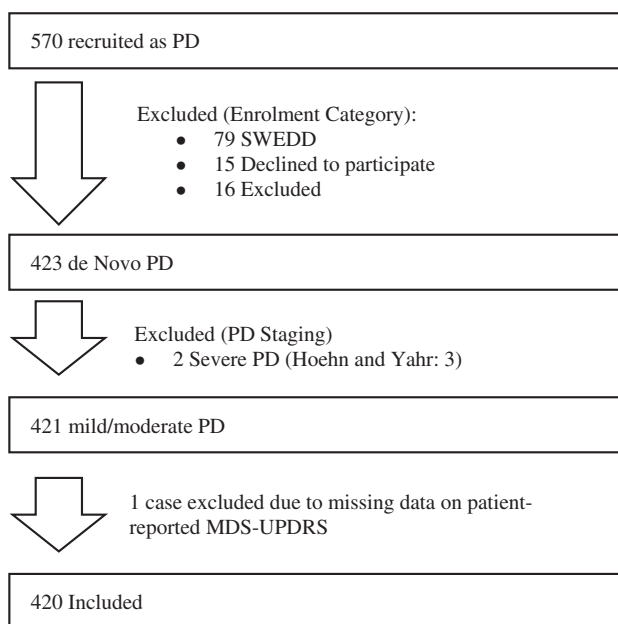 570 recruited as PD
Excluded (Enrolment Category):
● 79 SWEDD
● 15 Declined to participate
● 16 Excluded
423 de Novo PD
Excluded (PD Staging)
● 2 Severe PD (Hoehn and Yahr: 3)
421 mild/moderate PD
1 case excluded due to missing data on patient-
reported MDS-UPDRS
420 Included